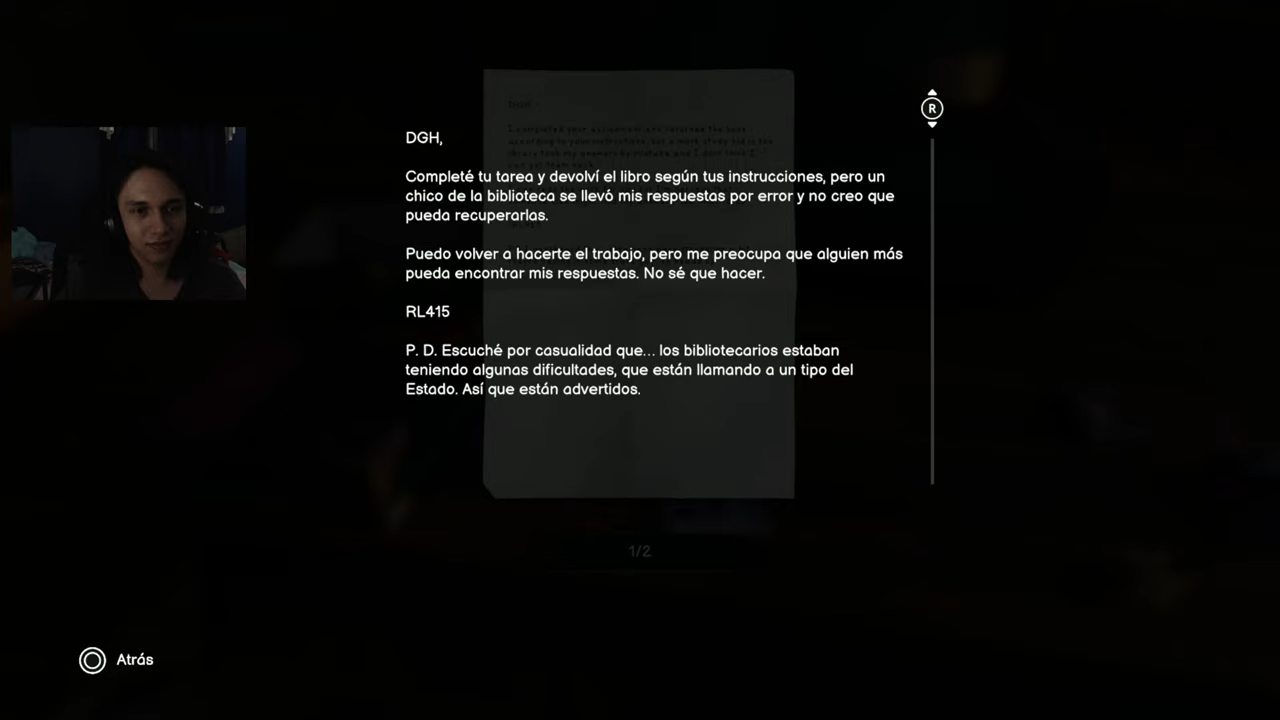 R
DGH,
Completé tu tarea y devolví el libro según tus instrucciones, pero un
chico de la biblioteca se llevó mis respuestas por error y no creo que
pueda recuperarlas.
Puedo volver a hacerte el trabajo, pero me preocupa que alguien más
pueda encontrar mis respuestas. No sé que hacer.
RL415
P. D. Escuché por casualidad que... los bibliotecarios estaban
teniendo algunas dificultades, que están llamando a un tipo del
Estado. Así que están advertidos.
1/2
Atrás